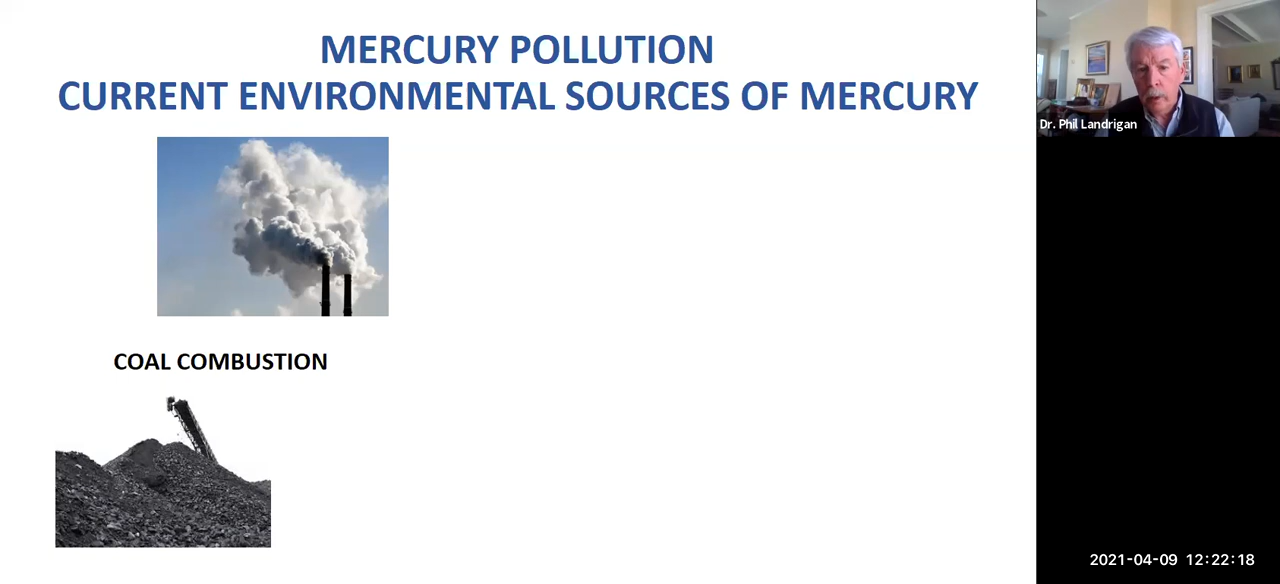 MERCURY POLLUTION
CURRENT ENVIRONMENTAL SOURCES OF MERCURY
Dr. Phil Landrigan
COAL COMBUSTION
2021-04-09 12:22:18